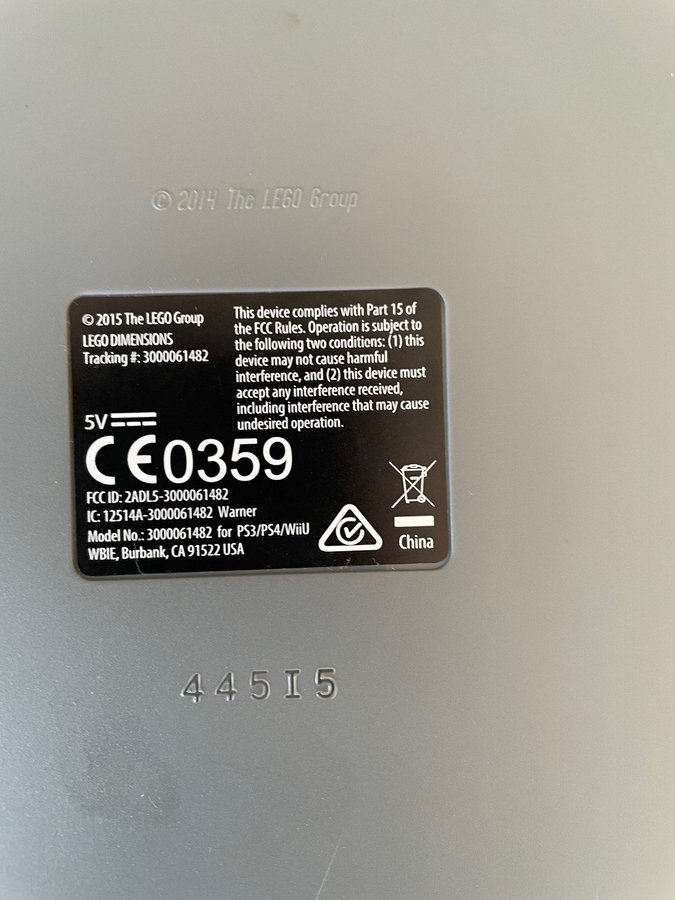 © 2014 The LEGO Group
© 2015 The LEGO Group
LEGO DIMENSIONS
Tracking #: 3000061482
This device complies with Part 15 of
the FCC Rules. Operation is subject to
the following two conditions: (1) this
device may not cause harmful
interference, and (2) this device must
accept any interference received,
including interference that may cause
undesired operation.
5V
CE0359
FCC ID: 2ADL5-3000061482
IC: 12514A-3000061482 Warner
Model No.: 3000061482 for PS3/PS4/WiiU
WBIE, Burbank, CA 91522 USA
China
445I5